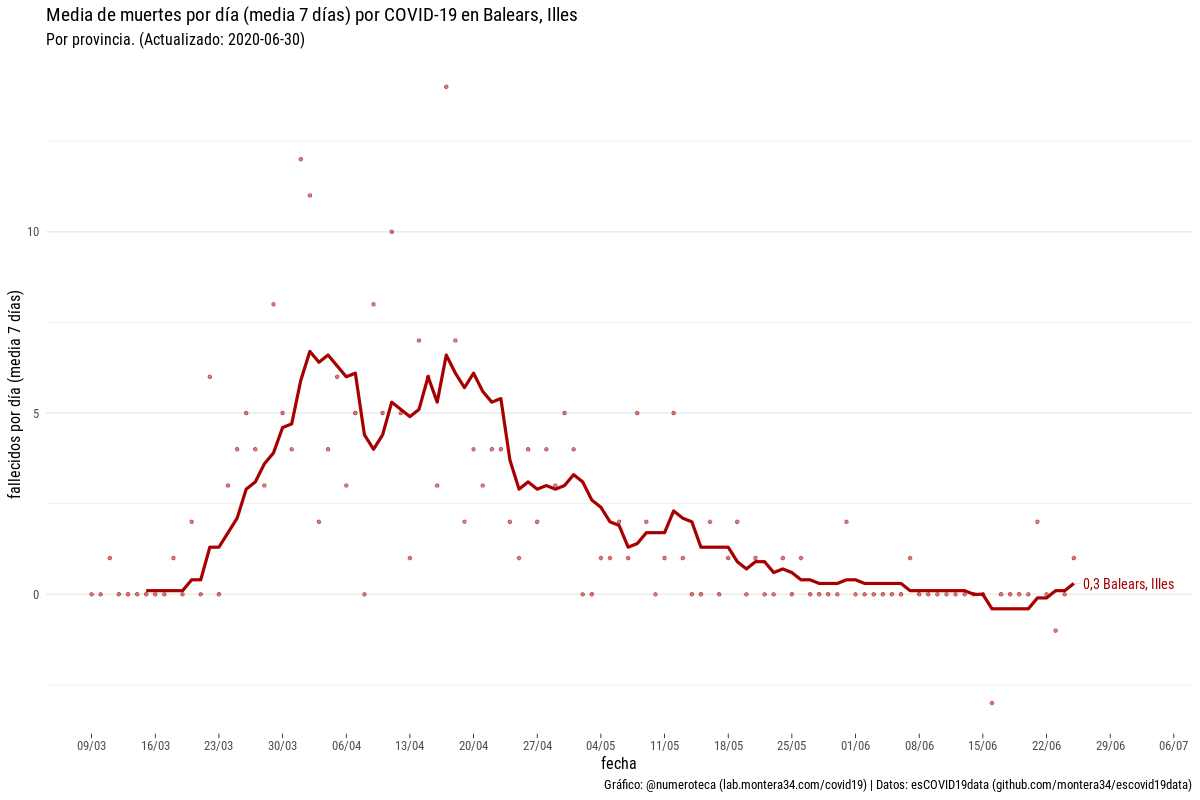 Media de muertes por día (media 7 días) por COVID-19 en Balears, Illes
Por provincia. (Actualizado: 2020-06-30)
fallecidos por día (media 7 días)
10
5
0
0,3 Balears, Illes
09/03 16/03 23/03 30/03 06/04 13/04 20/04 27/04 04/05 11/05 18/05 25/05 01/06 08/06 15/06 22/06 29/06 06/07
fecha
Gráfico: @numeroteca (lab.montera34.com/covid19) | Datos: esCOVID19data (github.com/montera34/escovid19data)